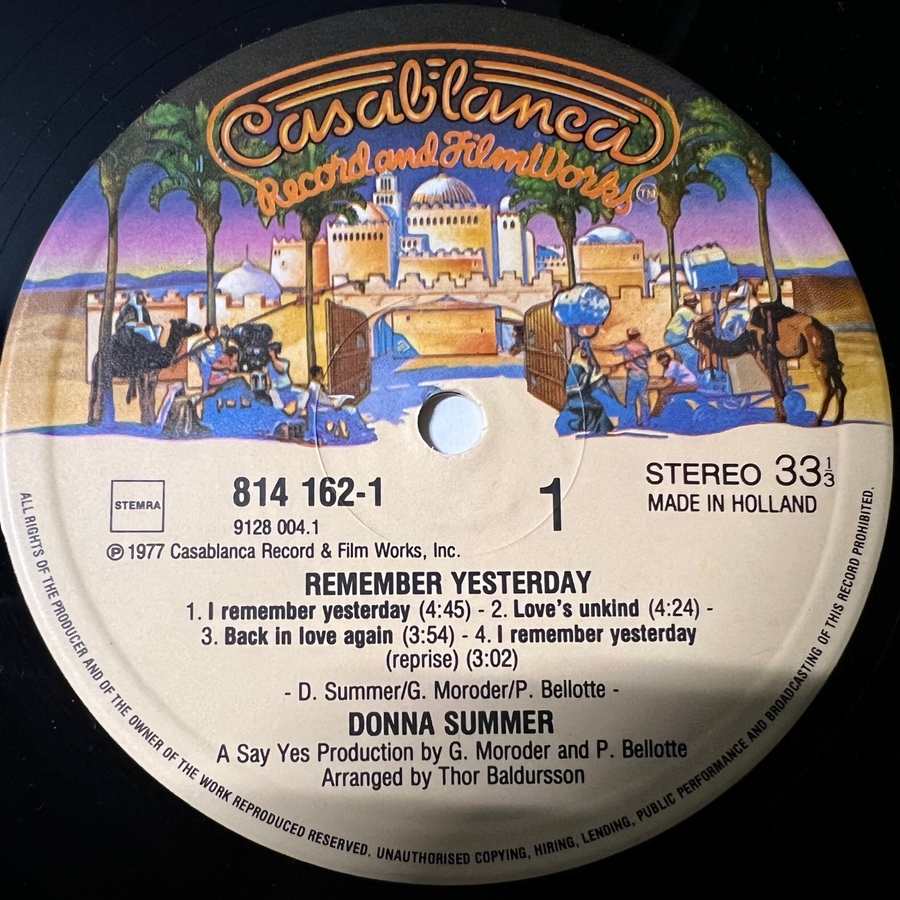 Casablanca
Record and FilmWorks TM
STEMRA
814 162-1
9128 004.1
1
STEREO 33 1/3
MADE IN HOLLAND
℗ 1977 Casablanca Record & Film Works, Inc.
REMEMBER YESTERDAY
1. I remember yesterday (4:45) - 2. Love's unkind (4:24) -
3. Back in love again (3:54) - 4. I remember yesterday
(reprise) (3:02)
- D. Summer/G. Moroder/P. Bellotte -
DONNA SUMMER
A Say Yes Production by G. Moroder and P. Bellotte
Arranged by Thor Baldursson
ALL RIGHTS OF THE PRODUCER AND OF THE OWNER OF THE WORK REPRODUCED RESERVED. UNAUTHORISED COPYING, HIRING, LENDING, PUBLIC PERFORMANCE AND BROADCASTING OF THIS RECORD PROHIBITED.